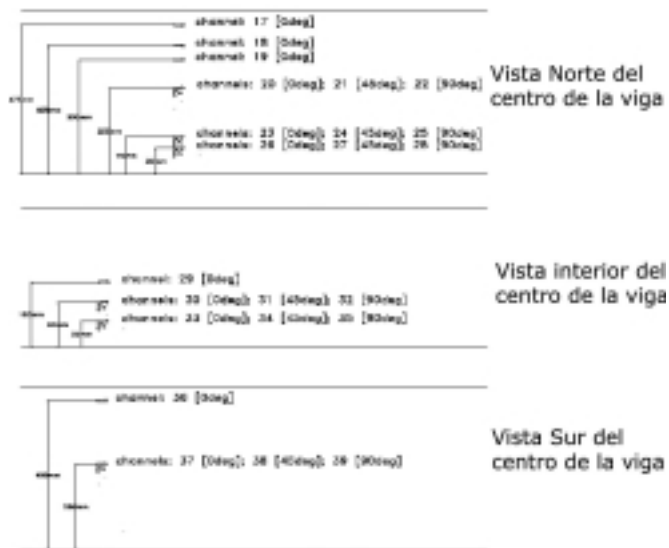 channel: 17 [0deg]
channel: 18 [0deg]
channel: 19 [0deg]
channels: 20 [0deg]; 21 [45deg]; 22 [90deg]
Vista Norte del
centro de la viga
channels: 23 [0deg]; 24 [45deg]; 25 [90deg]
channels: 26 [0deg]; 27 [45deg]; 28 [90deg]
channel: 29 [0deg]
Vista interior del
centro de la viga
channels: 30 [0deg]; 31 [45deg]; 32 [90deg]
channels: 33 [0deg]; 34 [45deg]; 35 [90deg]
channel: 36 [0deg]
Vista Sur del
centro de la viga
channels: 37 [0deg]; 38 [45deg]; 39 [90deg]